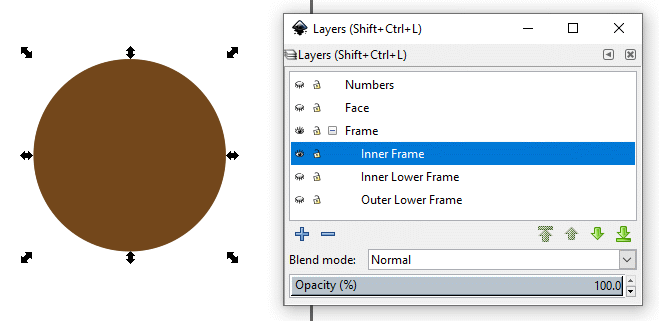 Layers (Shift+Ctrl+L)
Layers (Shift+Ctrl+L)
Numbers
Face
Frame
Inner Frame
Inner Lower Frame
Outer Lower Frame
Blend mode: Normal
Opacity (%) 100.0